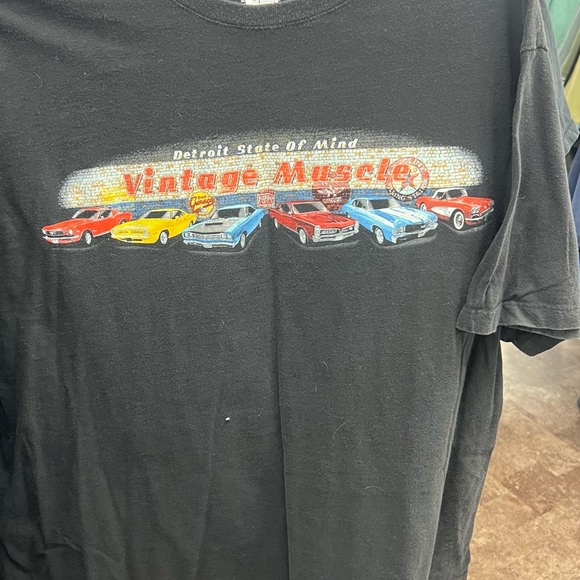 Detroit State Of Mind
Vintage Muscle